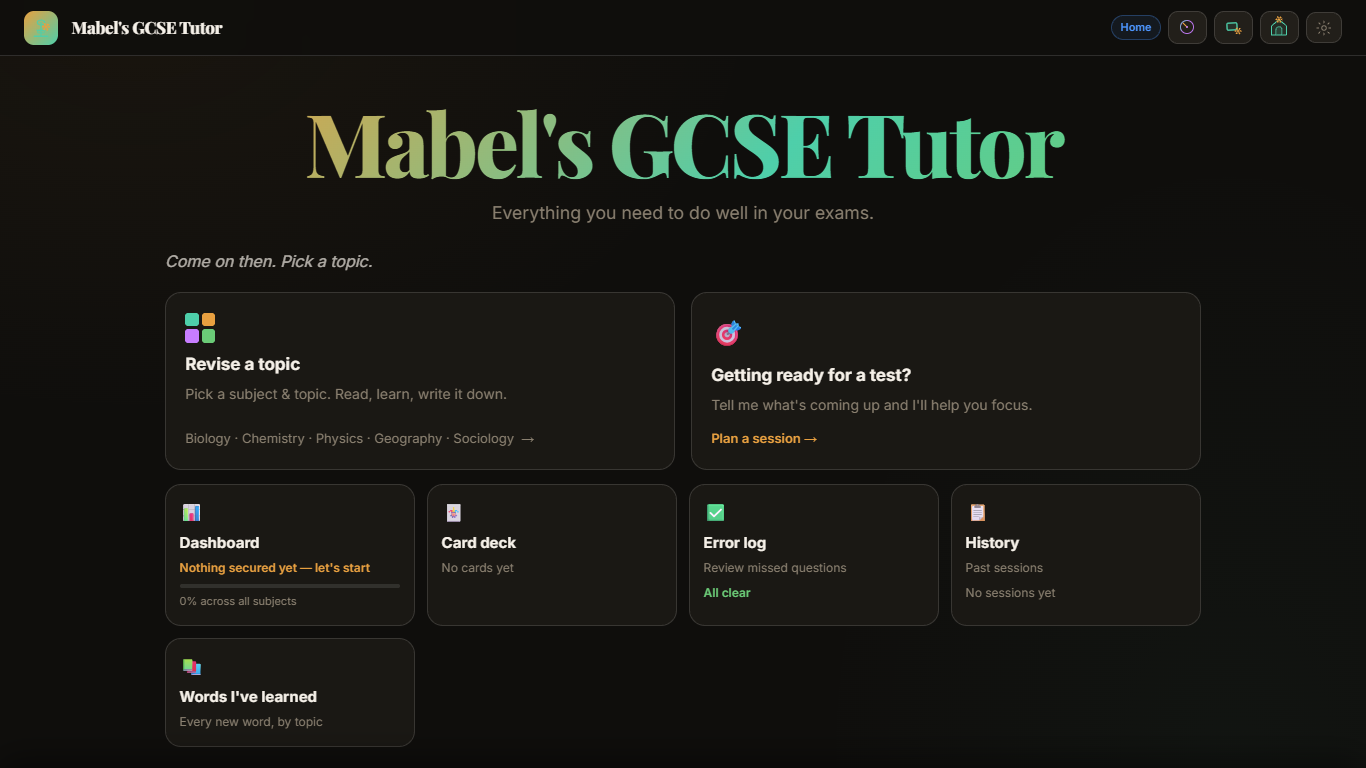 Mabel's GCSE Tutor
Home
Mabel's GCSE Tutor
Everything you need to do well in your exams.
Come on then. Pick a topic.
Revise a topic
Pick a subject & topic. Read, learn, write it down.
Biology · Chemistry · Physics · Geography · Sociology →
Getting ready for a test?
Tell me what's coming up and I'll help you focus.
Plan a session →
Dashboard
Nothing secured yet — let's start
0% across all subjects
Card deck
No cards yet
Error log
Review missed questions
All clear
History
Past sessions
No sessions yet
Words I've learned
Every new word, by topic